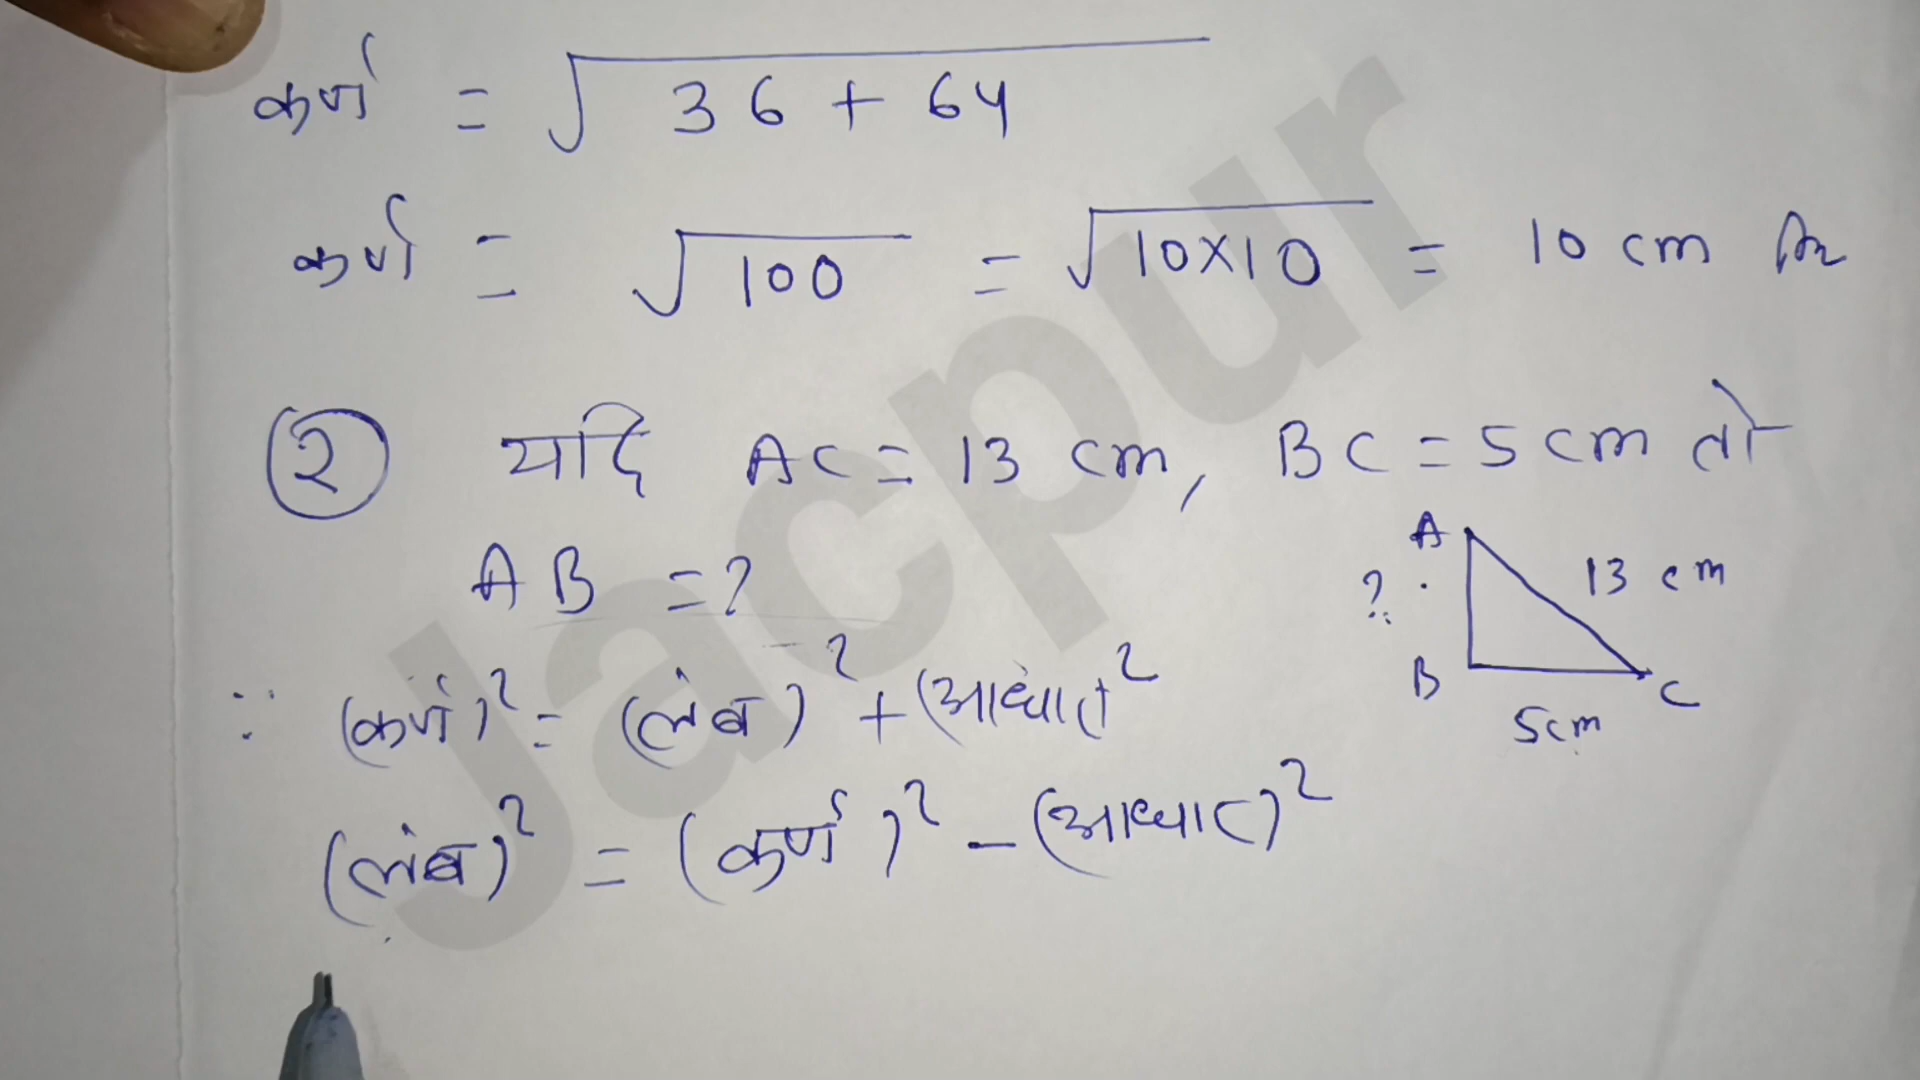 कर्ण = √36 + 64
कर्ण = √100 = √10×10 = 10 cm
② यदि AC = 13 cm, BC = 5 cm तो
AB = ?
A
13 cm
?
B
C
5cm
∵ (कर्ण)² = (लंब)² + (आधार)²
(लंब)² = (कर्ण)² - (आधार)²
Jacpur